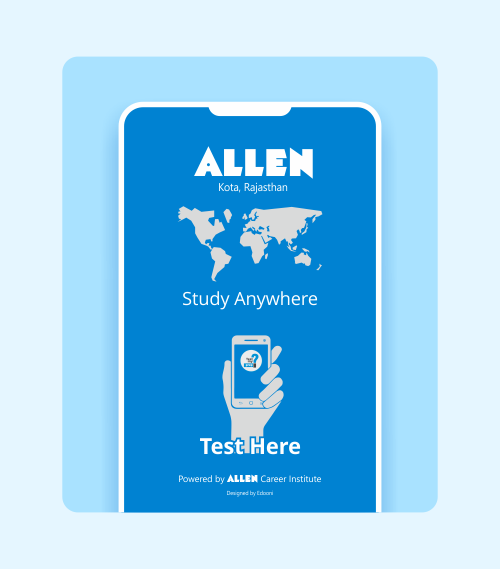 ALLEN
Kota, Rajasthan
Study Anywhere
Test Here
Powered by ALLEN Career Institute
Designed by Edooni